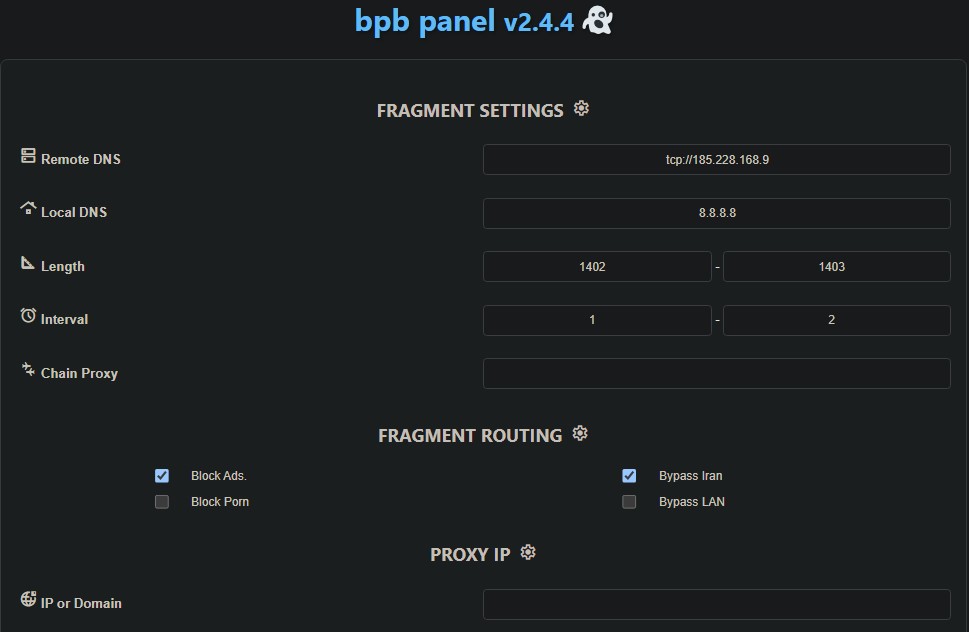 bpb panel v2.4.4
FRAGMENT SETTINGS
Remote DNS tcp://185.228.168.9
Local DNS 8.8.8.8
Length 1402 - 1403
Interval 1 - 2
Chain Proxy
FRAGMENT ROUTING
Block Ads. Bypass Iran
Block Porn Bypass LAN
PROXY IP
IP or Domain